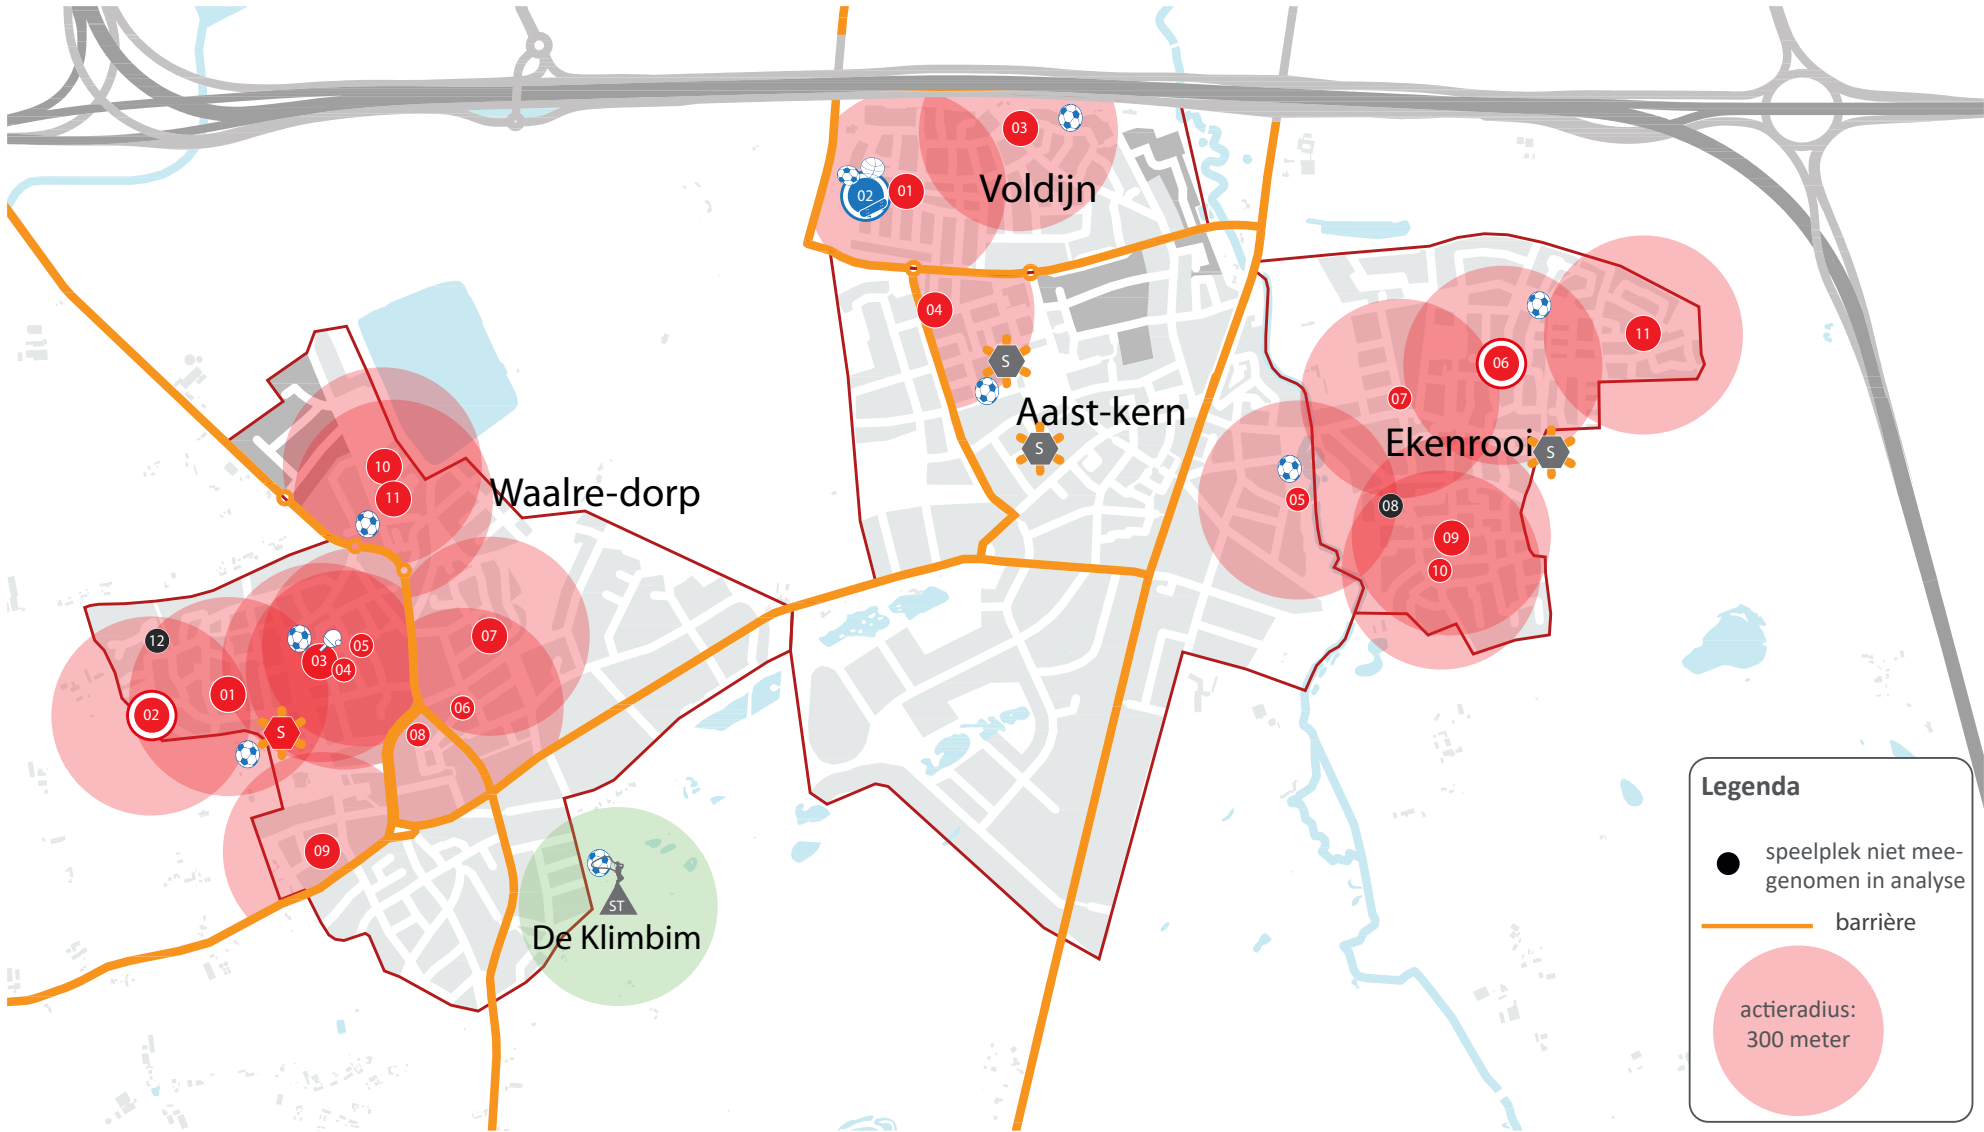 03
02
01
Voldijn
04
S
Aalst-kern
S
11
06
07
Ekenrooi
S
05
08
09
10
10
11
Waalre-dorp
12
03
04
05
07
01
02
06
S
08
09
ST
De Klimbim
Legenda
speelplek niet mee-
genomen in analyse
barrière
actieradius:
300 meter